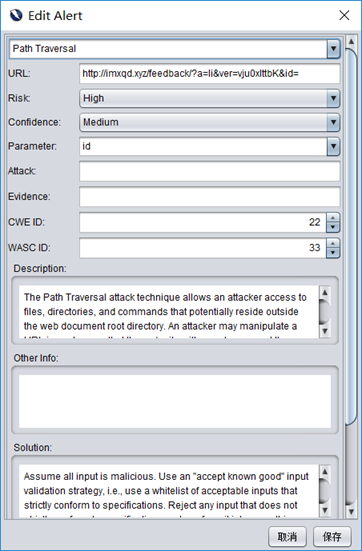 Edit Alert
Path Traversal
URL: http://imxqd.xyz/feedback/?a=li&ver=vju0xlttbK&id=
Risk: High
Confidence: Medium
Parameter: id
Attack:
Evidence:
CWE ID: 22
WASC ID: 33
Description:
The Path Traversal attack technique allows an attacker access to
files, directories, and commands that potentially reside outside
the web document root directory. An attacker may manipulate a
Other Info:
Solution:
Assume all input is malicious. Use an "accept known good" input
validation strategy, i.e., use a whitelist of acceptable inputs that
strictly conform to specifications. Reject any input that does not
取消 保存